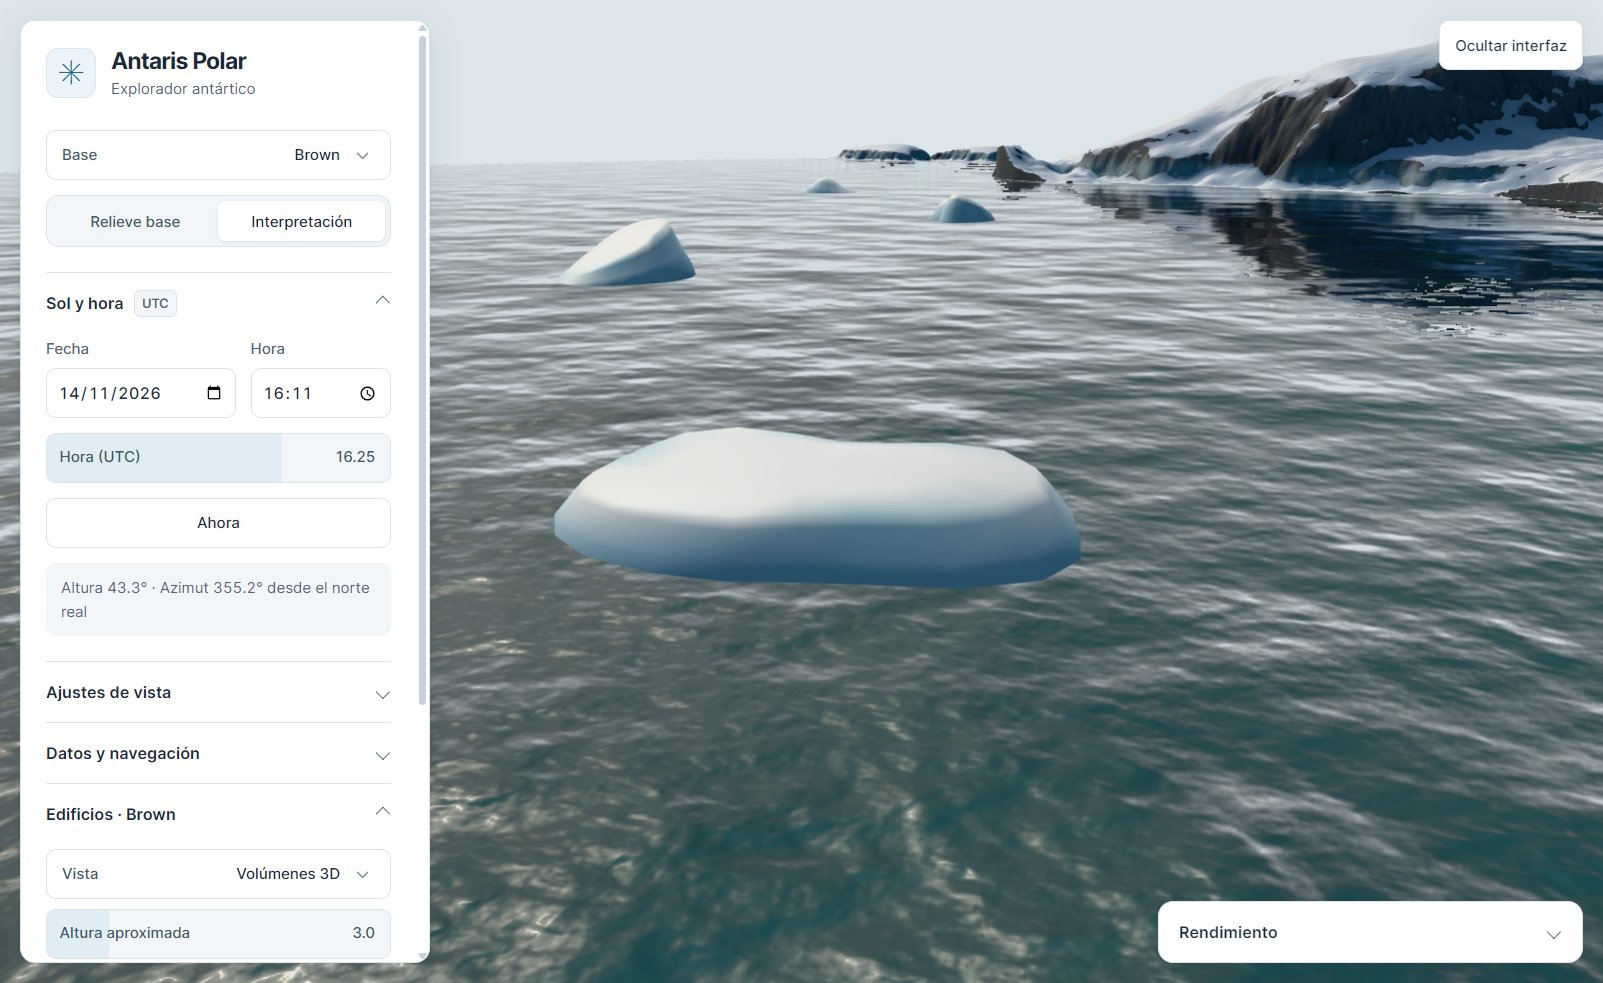 Antaris Polar
Explorador antártico
Ocultar interfaz
Base Brown
Relieve base Interpretación
Sol y hora UTC
Fecha Hora
14/11/2026 16:11
Hora (UTC) 16.25
Ahora
Altura 43.3° · Azimut 355.2° desde el norte
real
Ajustes de vista
Datos y navegación
Edificios · Brown
Vista Volúmenes 3D
Altura aproximada 3.0
Rendimiento